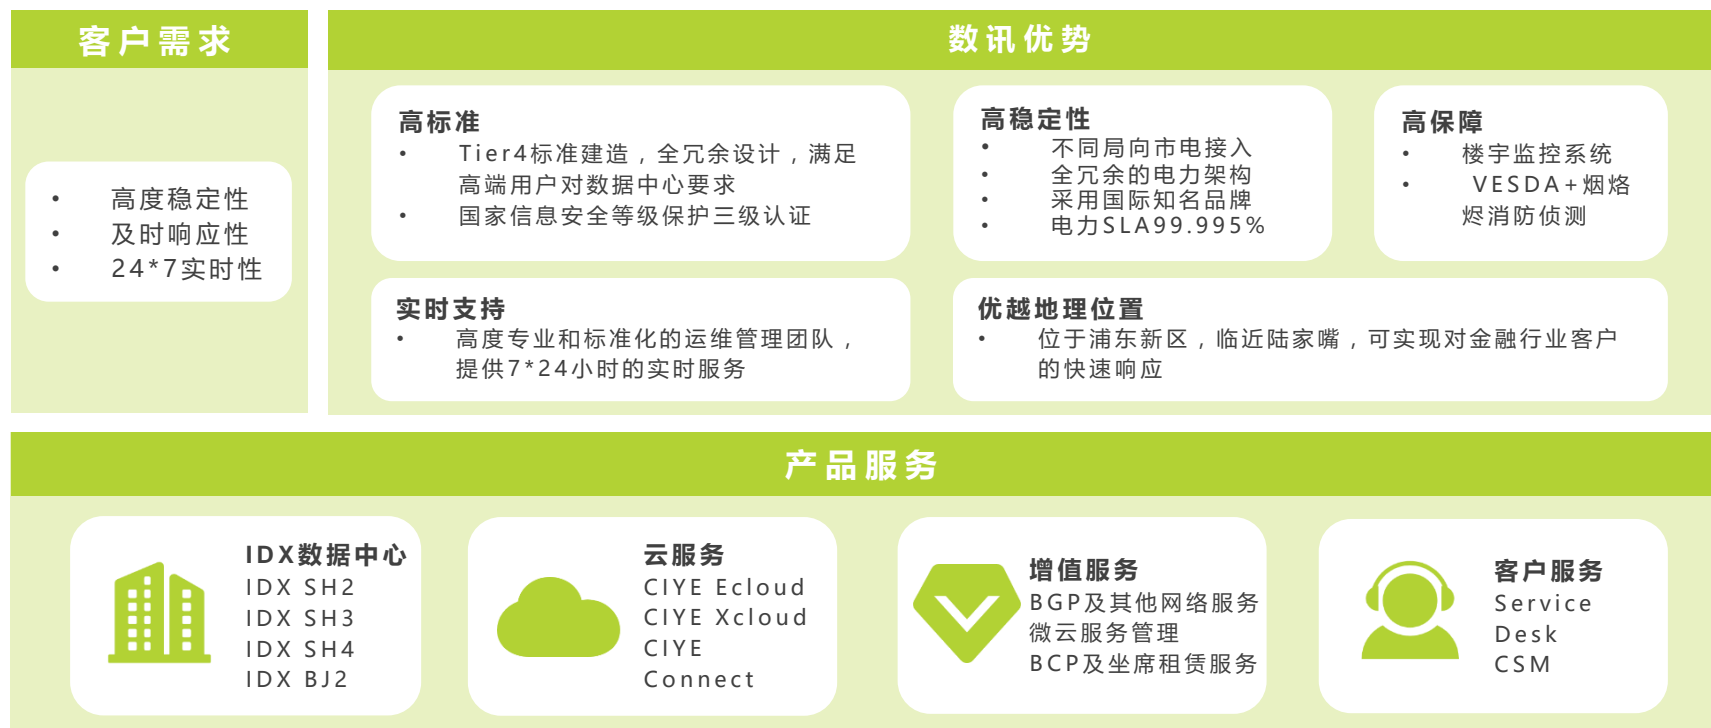 客户需求
• 高度稳定性
• 及时响应性
• 24*7实时性
数讯优势
高标准
• Tier4标准建造，全冗余设计，满足
高端用户对数据中心要求
• 国家信息安全等级保护三级认证
高稳定性
• 不同局向市电接入
• 全冗余的电力架构
• 采用国际知名品牌
• 电力SLA99.995%
高保障
• 楼宇监控系统
• VESDA+烟烙
烬消防侦测
实时支持
• 高度专业和标准化的运维管理团队，
提供7*24小时的实时服务
优越地理位置
• 位于浦东新区，临近陆家嘴，可实现对金融行业客户
的快速响应
产品服务
IDX数据中心
IDX SH2
IDX SH3
IDX SH4
IDX BJ2
云服务
CIYE Ecloud
CIYE Xcloud
CIYE
Connect
增值服务
BGP及其他网络服务
微云服务管理
BCP及坐席租赁服务
客户服务
Service
Desk
CSM